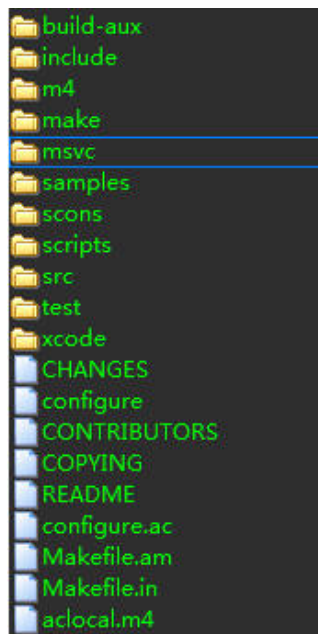 build-aux
include
m4
make
msvc
samples
scons
scripts
src
test
xcode
CHANGES
configure
CONTRIBUTORS
COPYING
README
configure.ac
Makefile.am
Makefile.in
aclocal.m4